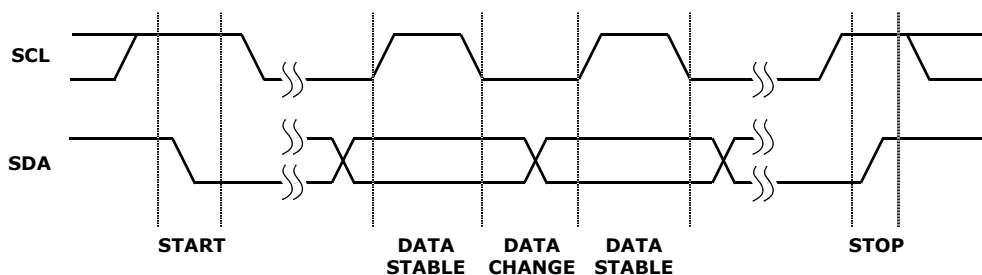 SCL
SDA
START
DATA
STABLE
DATA
CHANGE
DATA
STABLE
STOP